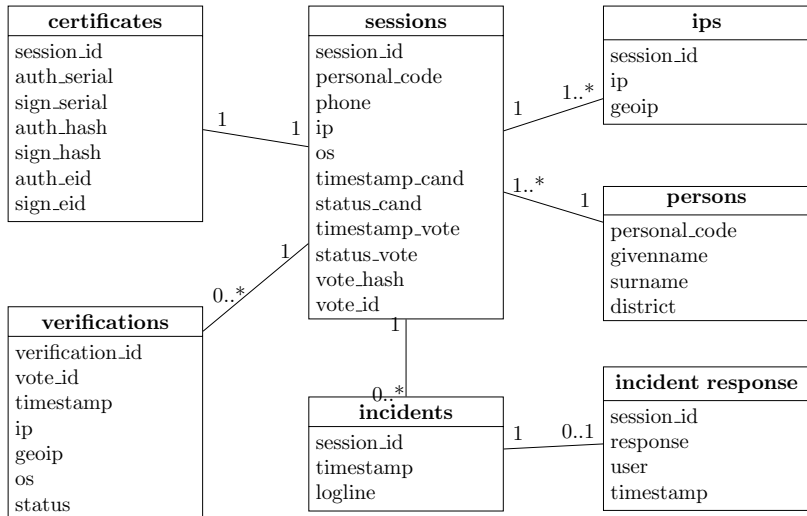 certificates
session_id
auth_serial
sign_serial
auth_hash
sign_hash
auth_eid
sign_eid
1
1
sessions
session_id
personal_code
phone
ip
os
timestamp_cand
status_cand
timestamp_vote
status_vote
vote_hash
vote_id
1
1..*
ips
session_id
ip
geoip
1..*
1
persons
personal_code
givenname
surname
district
1
0..*
verifications
verification_id
vote_id
timestamp
ip
geoip
os
status
1
0..*
incidents
session_id
timestamp
logline
1
0..1
incident response
session_id
response
user
timestamp